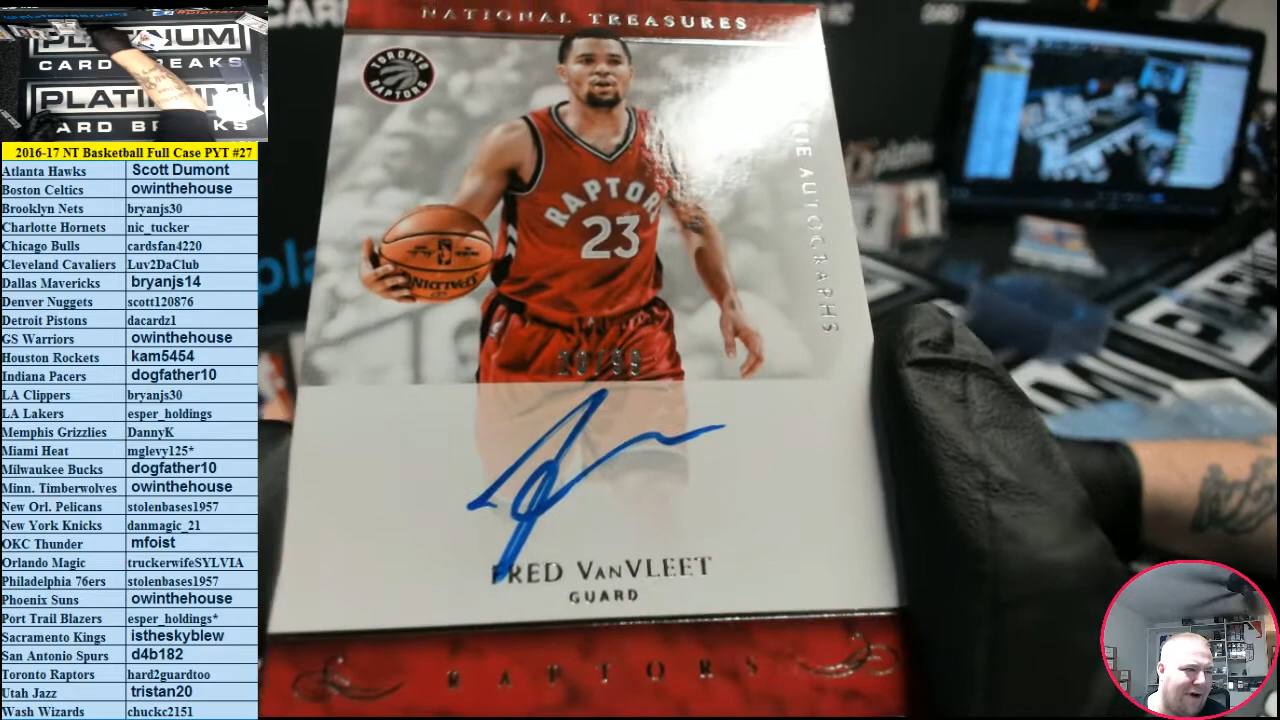 PLATINUM
CARD BREAKS
PLATINUM
CARD BREAKS
2016-17 NT Basketball Full Case PYT #27
Atlanta Hawks Scott Dumont
Boston Celtics owinthehouse
Brooklyn Nets bryanjs30
Charlotte Hornets nic_tucker
Chicago Bulls cardsfan4220
Cleveland Cavaliers Luv2DaClub
Dallas Mavericks bryanjs14
Denver Nuggets scott120876
Detroit Pistons dacardz1
GS Warriors owinthehouse
Houston Rockets kam5454
Indiana Pacers dogfather10
LA Clippers bryanjs30
LA Lakers esper_holdings
Memphis Grizzlies DannyK
Miami Heat mglevy125*
Milwaukee Bucks dogfather10
Minn. Timberwolves owinthehouse
New Orl. Pelicans stolenbases1957
New York Knicks danmagic_21
OKC Thunder mfoist
Orlando Magic truckerwifeSYLVIA
Philadelphia 76ers stolenbases1957
Phoenix Suns owinthehouse
Port Trail Blazers esper_holdings*
Sacramento Kings istheskyblew
San Antonio Spurs d4b182
Toronto Raptors hard2guardtoo
Utah Jazz tristan20
Wash Wizards chuckc2151
NATIONAL TREASURES
TORONTO
RAPTORS
AUTOGRAPHS
RAPTORS
23
FRED VANVLEET
GUARD
RAPTORS